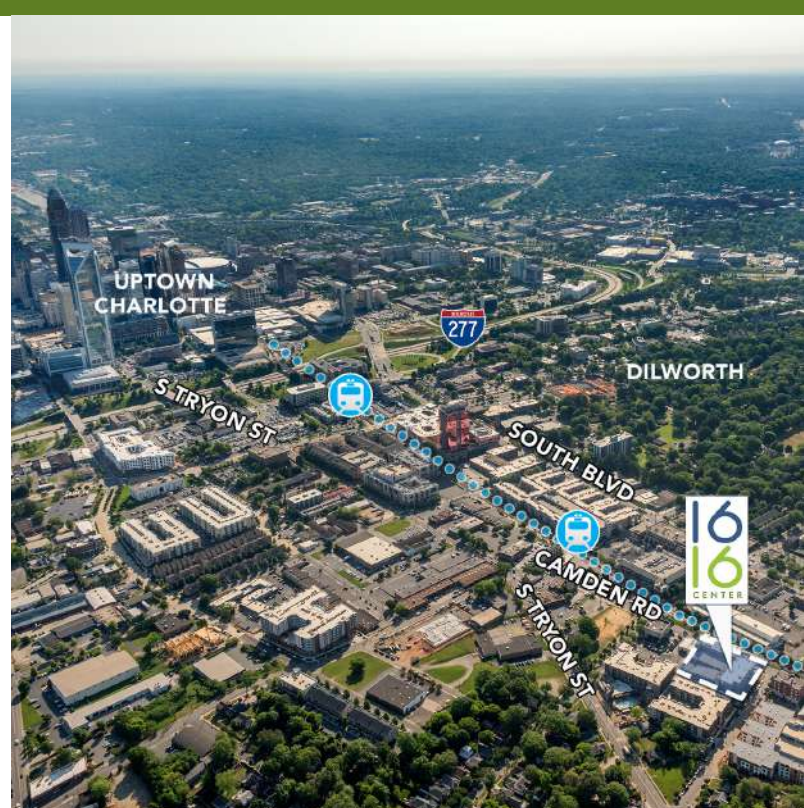 UPTOWN
CHARLOTTE
277
DILWORTH
S TRYON ST
SOUTH BLVD
16
16
CENTER
CAMDEN RD
S TRYON ST